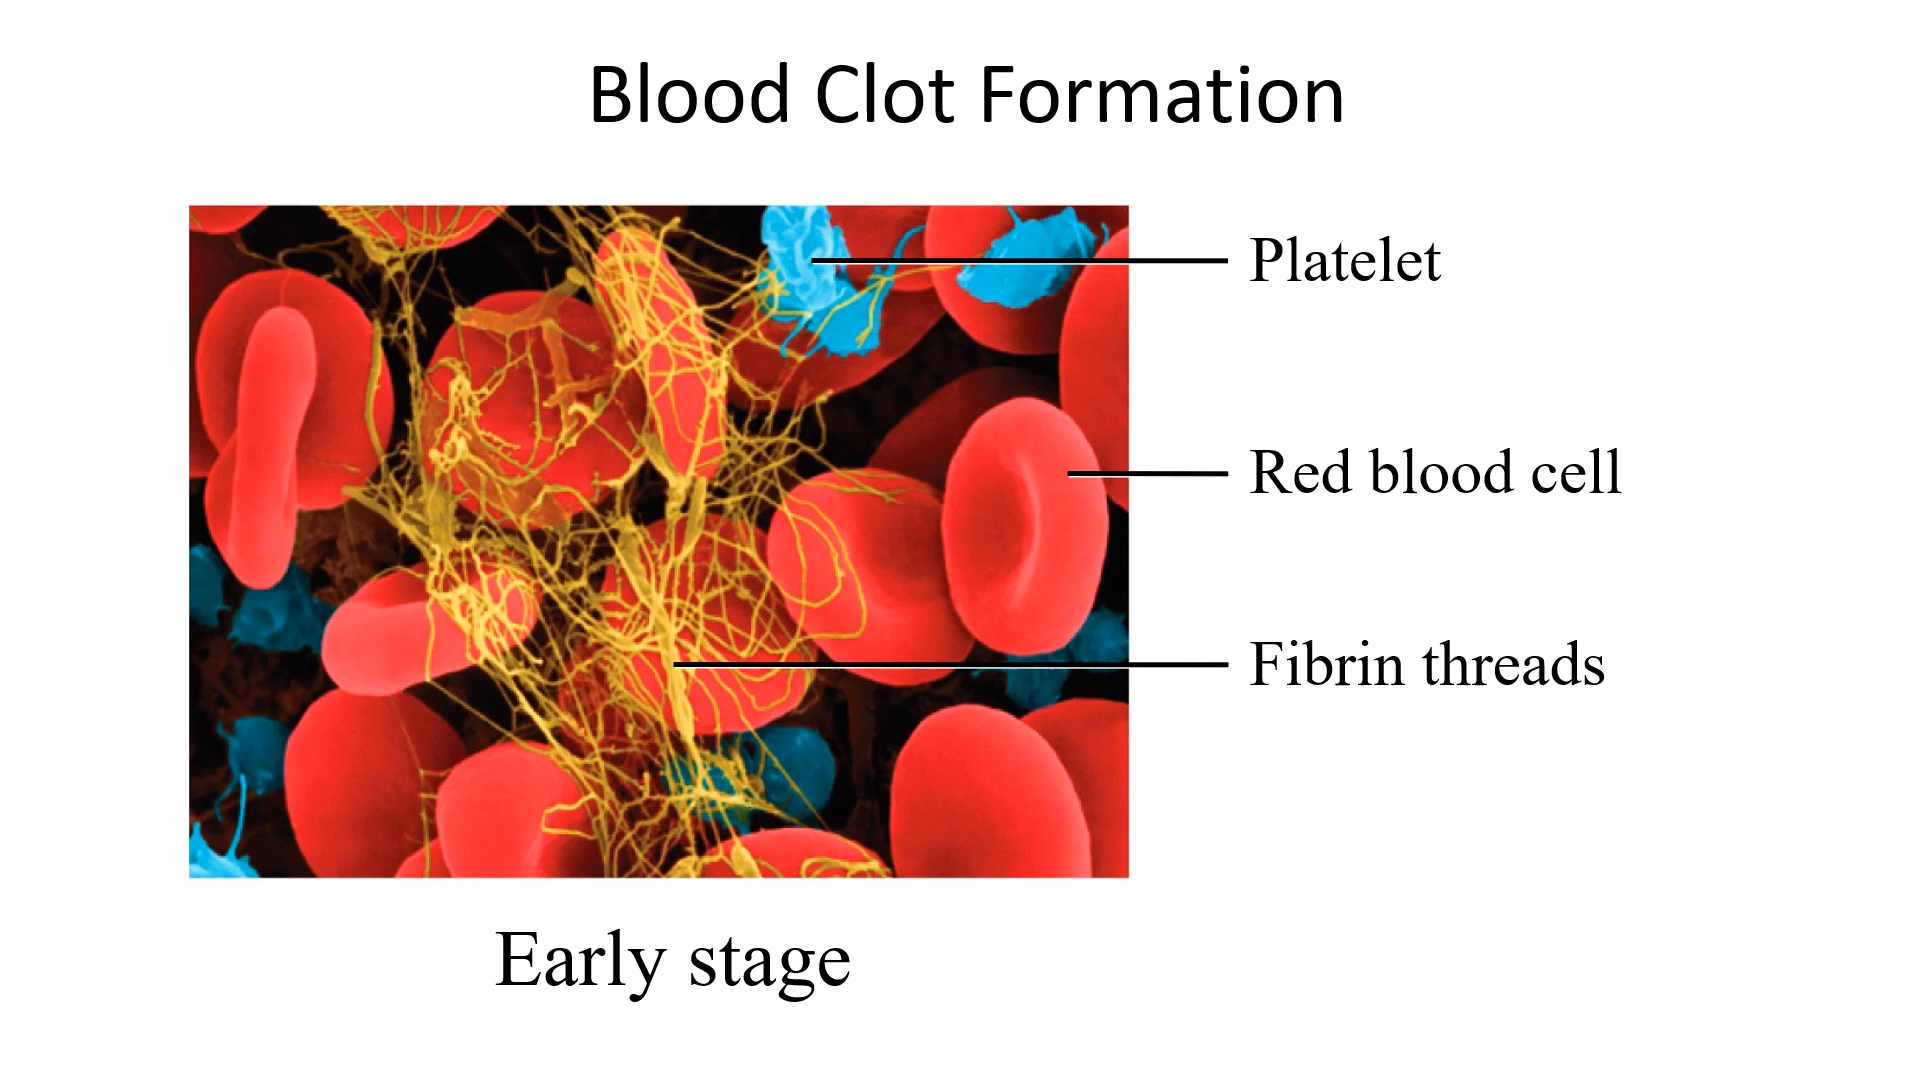 Blood Clot Formation
Platelet
Red blood cell
Fibrin threads
Early stage